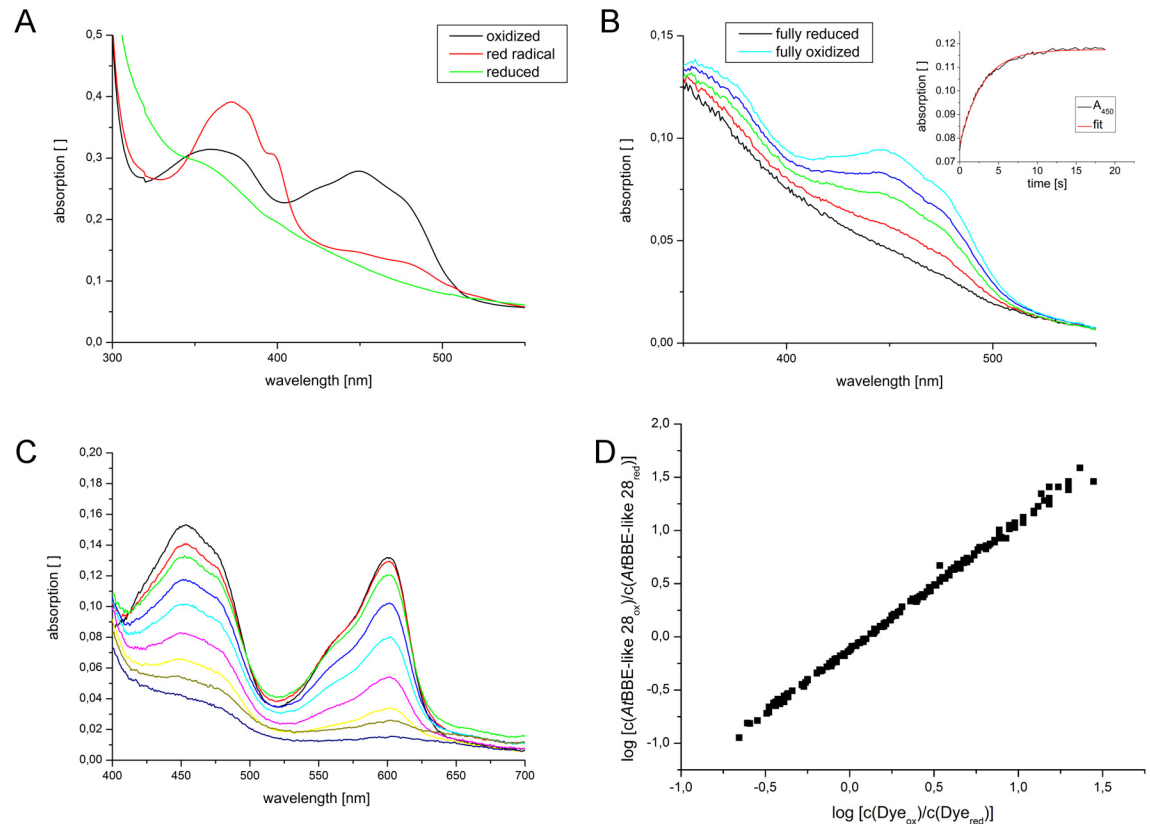 A
0,5
0,4
0,3
0,2
0,1
0,0
300
400
500
absorption [ ]
wavelength [nm]
oxidized
red radical
reduced
B
0,15
0,10
0,05
0,00
400
500
absorption [ ]
wavelength [nm]
fully reduced
fully oxidized
0.12
0.11
0.10
0.09
0.08
0.07
0
5
10
15
20
absorption [ ]
time [s]
A450
fit
C
0,20
0,18
0,16
0,14
0,12
0,10
0,08
0,06
0,04
0,02
0,00
400
450
500
550
600
650
700
absorption [ ]
wavelength [nm]
D
2,0
1,5
1,0
0,5
0,0
-0,5
-1,0
-1,0
-0,5
0,0
0,5
1,0
1,5
log [c(AtBBE-like 28ox)/c(AtBBE-like 28red)]
log [c(Dyeox)/c(Dyered)]